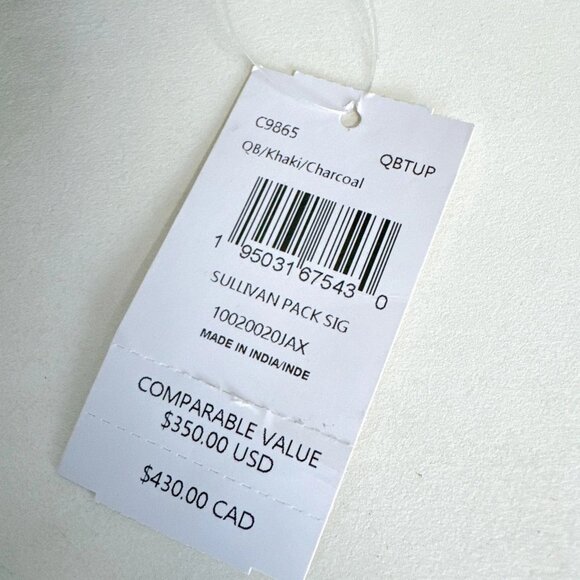 C9865 QBTUP
QB/Khaki/Charcoal
1 95031 67543 0
SULLIVAN PACK SIG
10020020JAX
MADE IN INDIA/INDE
COMPARABLE VALUE
$350.00 USD
$430.00 CAD